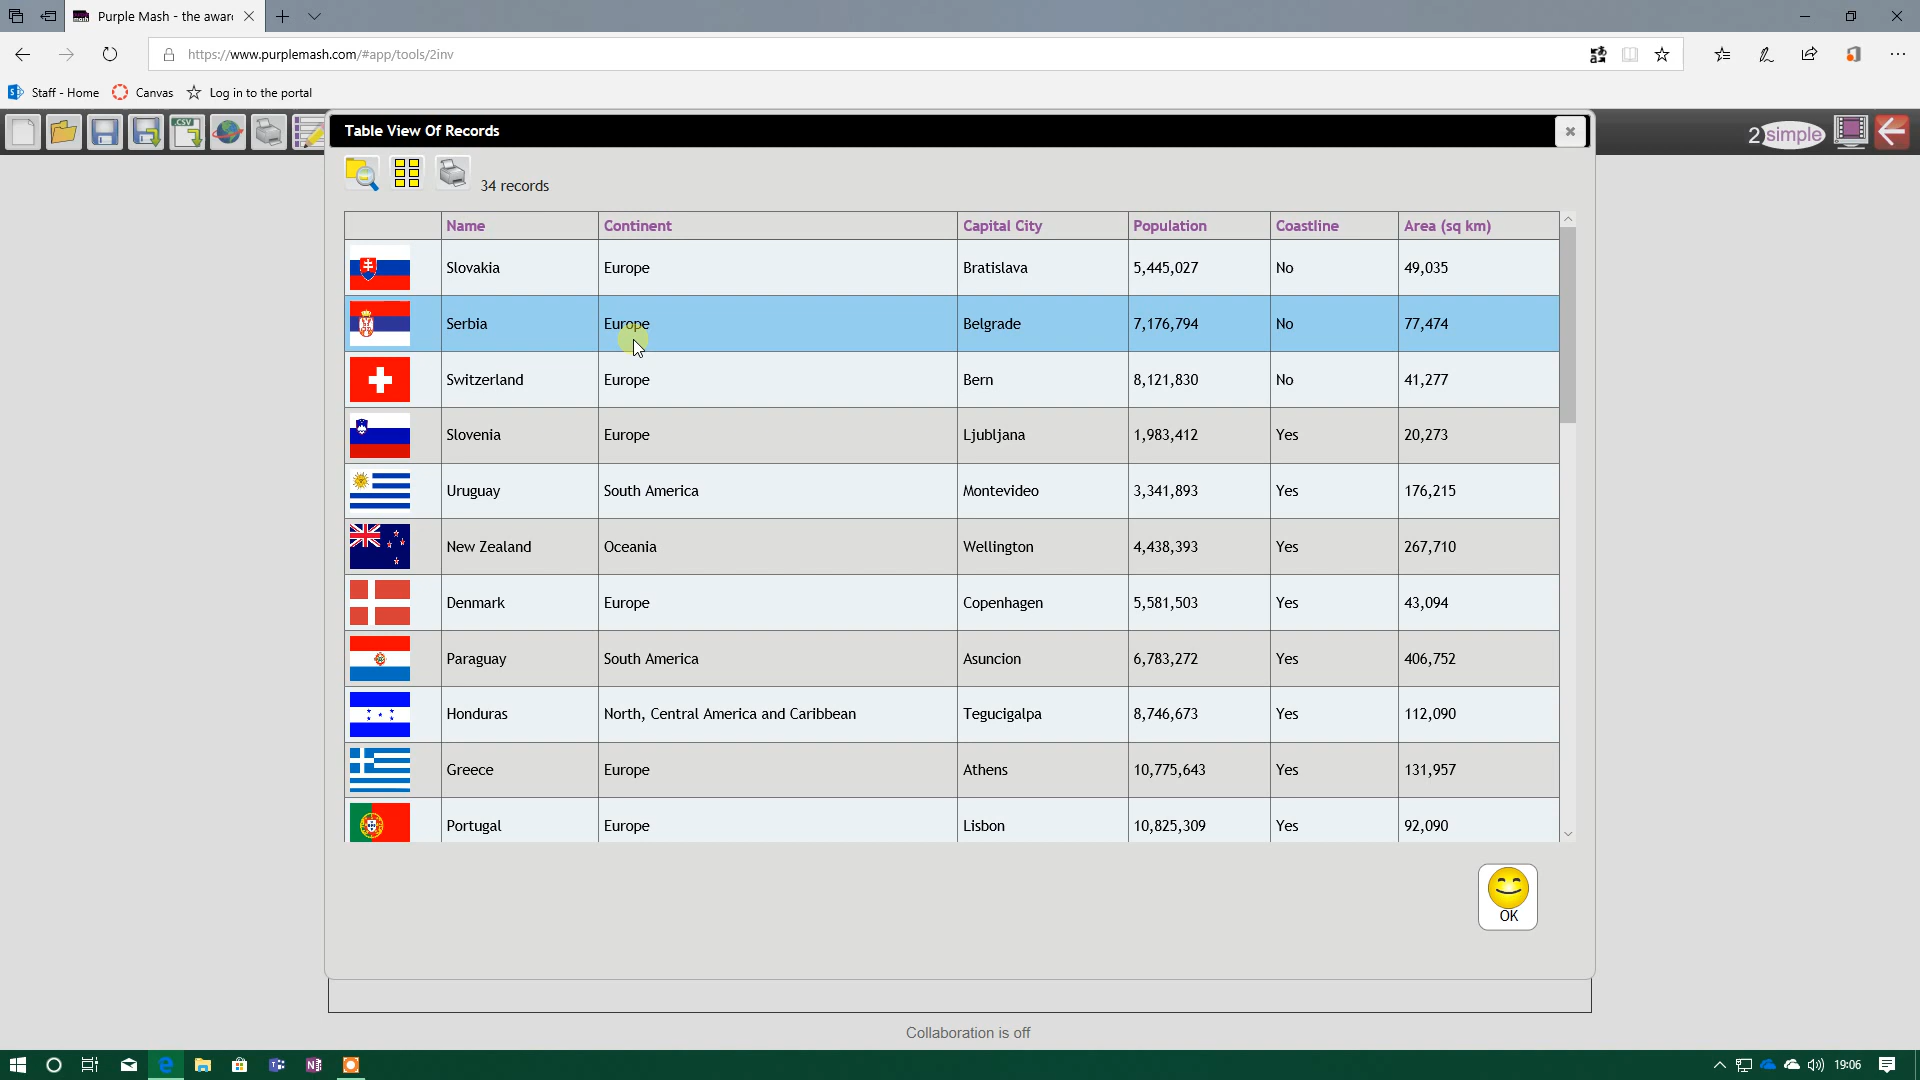 Purple Mash - the awar
https://www.purplemash.com/#app/tools/2inv
Staff - Home Canvas Log in to the portal
CSV
Table View Of Records
2simple
34 records
Name Continent Capital City Population Coastline Area (sq km)
Slovakia Europe Bratislava 5,445,027 No 49,035
Serbia Europe Belgrade 7,176,794 No 77,474
Switzerland Europe Bern 8,121,830 No 41,277
Slovenia Europe Ljubljana 1,983,412 Yes 20,273
Uruguay South America Montevideo 3,341,893 Yes 176,215
New Zealand Oceania Wellington 4,438,393 Yes 267,710
Denmark Europe Copenhagen 5,581,503 Yes 43,094
Paraguay South America Asuncion 6,783,272 Yes 406,752
Honduras North, Central America and Caribbean Tegucigalpa 8,746,673 Yes 112,090
Greece Europe Athens 10,775,643 Yes 131,957
Portugal Europe Lisbon 10,825,309 Yes 92,090
OK
Collaboration is off
19:06